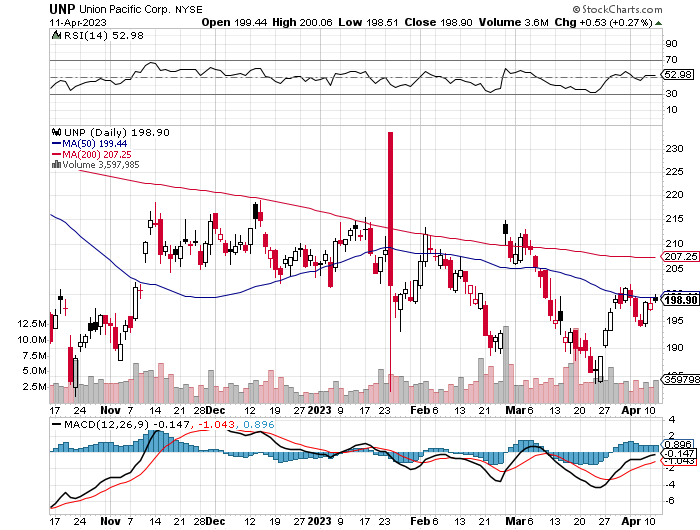 UNP Union Pacific Corp. NYSE © StockCharts.com
11-Apr-2023 Open 199.44 High 200.06 Low 198.51 Close 198.90 Volume 3.6M Chg +0.53 (+0.27%)
RSI(14) 52.98
90
70
52.98
30
10
UNP (Daily) 198.90
MA(50) 199.44
MA(200) 207.25
Volume 3,597,985
230
225
220
215
210
207.25
205
198.90
195
190
185
3597985
12.5M
10.0M
7.5M
5.0M
2.5M
17 24 Nov 7 14 21 28 Dec 12 19 27 2023 9 17 23 Feb 6 13 21 Mar 6 13 20 27 Apr 10
MACD(12,26,9) -0.147, -1.043, 0.896
4
2
0.896
-0.147
-1.043
-2
-4
-6
17 24 Nov 7 14 21 28 Dec 12 19 27 2023 9 17 23 Feb 6 13 21 Mar 6 13 20 27 Apr 10